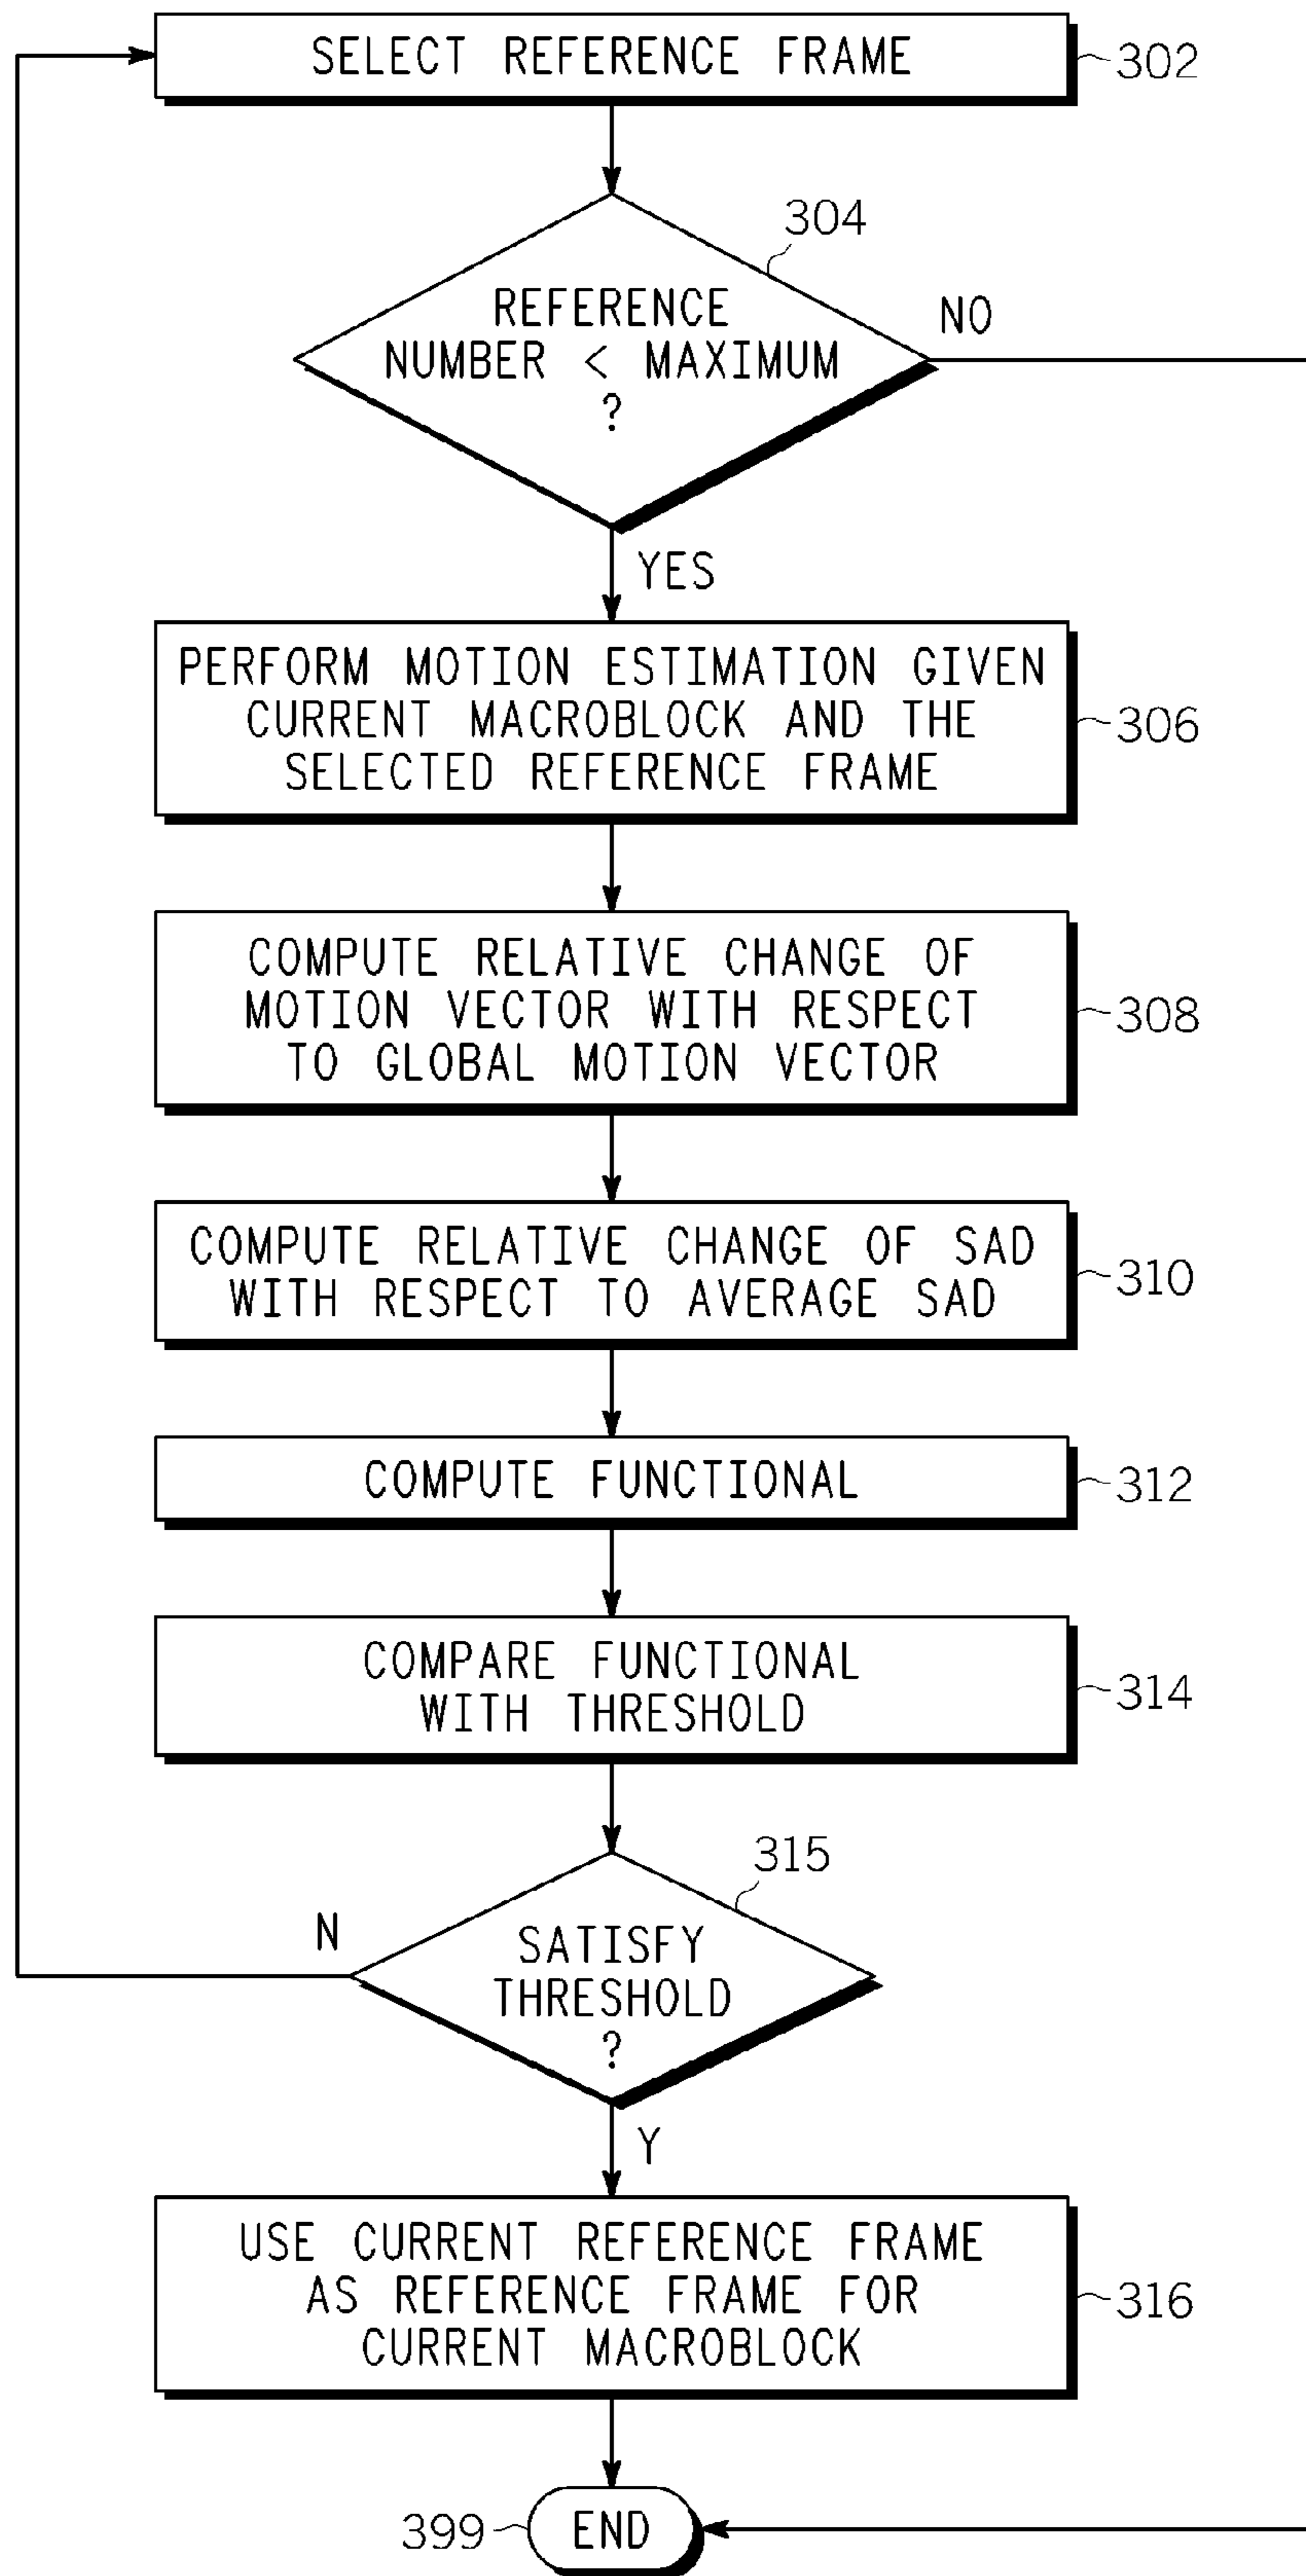 SELECT REFERENCE FRAME
302
304
REFERENCE
NUMBER < MAXIMUM
?
NO
YES
PERFORM MOTION ESTIMATION GIVEN
CURRENT MACROBLOCK AND THE
SELECTED REFERENCE FRAME
306
COMPUTE RELATIVE CHANGE OF
MOTION VECTOR WITH RESPECT
TO GLOBAL MOTION VECTOR
308
COMPUTE RELATIVE CHANGE OF SAD
WITH RESPECT TO AVERAGE SAD
310
COMPUTE FUNCTIONAL
312
COMPARE FUNCTIONAL
WITH THRESHOLD
314
315
N
SATISFY
THRESHOLD
?
Y
USE CURRENT REFERENCE FRAME
AS REFERENCE FRAME FOR
CURRENT MACROBLOCK
316
399
END